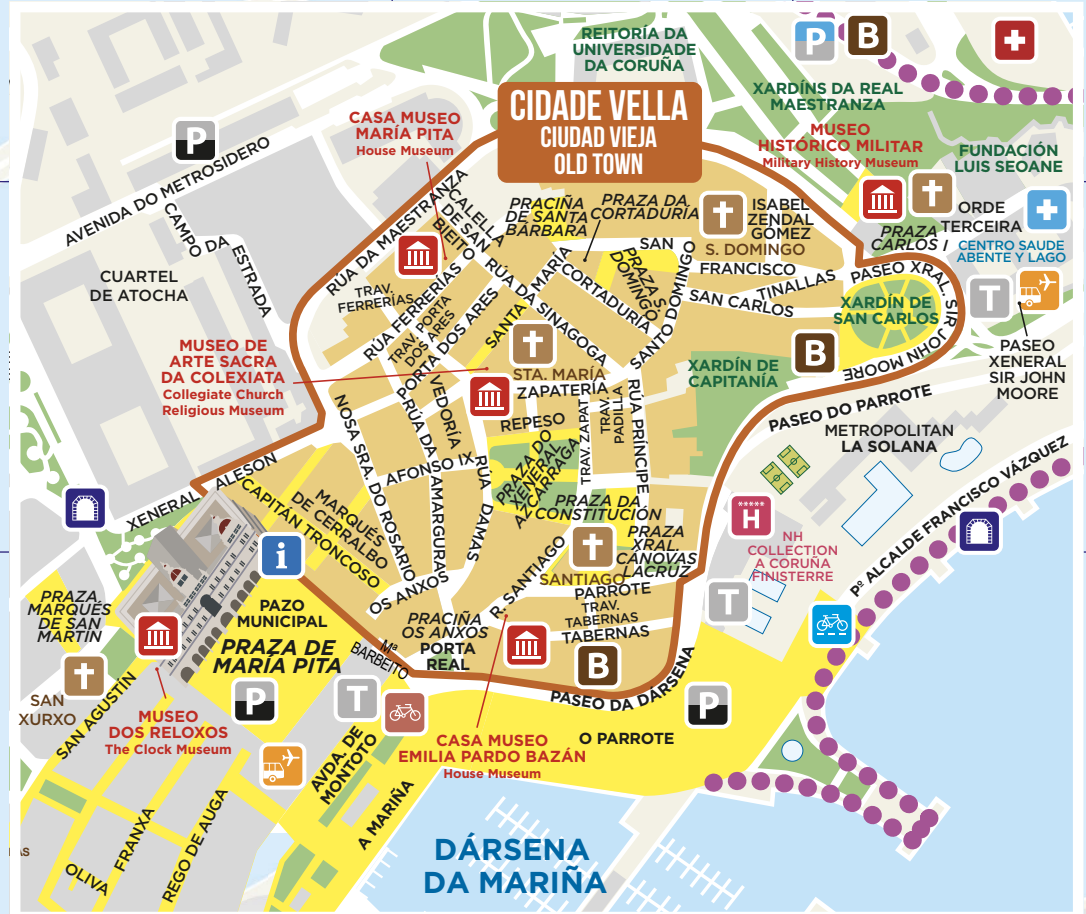 REITORÍA DA
UNIVERSIDADE
DA CORUÑA
P
B
CIDADE VELLA
CIUDAD VIEJA
OLD TOWN
XARDÍNS DA REAL
MAESTRANZA
CASA MUSEO
MARÍA PITA
House Museum
MUSEO
HISTÓRICO MILITAR
Military History Museum
FUNDACIÓN
LUIS SEOANE
P
AVENIDA DO METROSIDERO
CAMPO DA
ESTRADA
CUARTEL
DE ATOCHA
RÚA DA MAESTRANZA
CALELLA
DE SAN
BIEITO
PRACIÑA
DE SANTA
BÁRBARA
PRAZA DA
CORTADURÍA
ISABEL
ZENDAL
GÓMEZ
S. DOMINGO
ORDE
TERCEIRA
PRAZA
CARLOS I
CENTRO SAUDE
ABENTE Y LAGO
SAN
FRANCISCO
TINALLAS
SAN CARLOS
PRAZA S.
DOMINGO
SANTO DOMINGO
CORTADURÍA
SANTA MARÍA
RÚA DA SINAGOGA
TRAV.
FERRERÍAS
RÚA FERRERÍAS
TRAV. PORTA
DOS ARES
PORTA DOS ARES
PASEO XRAL. SIR JOHN MOORE
XARDÍN DE
SAN CARLOS
T
PASEO
XENERAL
SIR JOHN
MOORE
B
MUSEO DE
ARTE SACRA
DA COLEXIATA
Collegiate Church
Religious Museum
STA. MARÍA
ZAPATERÍA
REPESO
XARDÍN DE
CAPITANÍA
PASEO DO PARROTE
METROPOLITAN
LA SOLANA
NOSA SRA. DO ROSARIO
RÚA DA AMARGURA
VEDORÍA
AFONSO IX
RÚA DAMAS
TRAV. ZAPAT.
TRAV.
PADILLA
RÚA PRÍNCIPE
PRAZA DO
XENERAL
AZCÁRRAGA
PRAZA DA
CONSTITUCIÓN
PRAZA
XRAL.
CÁNOVAS
LACRUZ
XENERAL ALESON
CAPITÁN TRONCOSO
MARQUÉS
DE CERRALBO
OS ANXOS
i
H
NH
COLLECTION
A CORUÑA
FINISTERRE
Pº ALCALDE FRANCISCO VÁZQUEZ
SANTIAGO
R. SANTIAGO
PARROTE
TRAV.
TABERNAS
TABERNAS
T
PRAZA
MARQUÉS
DE SAN
MARTÍN
PAZO
MUNICIPAL
PRAZA DE
MARÍA PITA
PRACIÑA
OS ANXOS
PORTA
REAL
Mª
BARBEITO
B
PASEO DA DÁRSENA
P
SAN
XURXO
SAN AGUSTÍN
MUSEO
DOS RELOXOS
The Clock Museum
P
T
AVDA. DE
MONTOTO
A MARIÑA
CASA MUSEO
EMILIA PARDO BAZÁN
House Museum
O PARROTE
OLIVA
FRANXA
REGO DE AUGA
DÁRSENA
DA MARIÑA